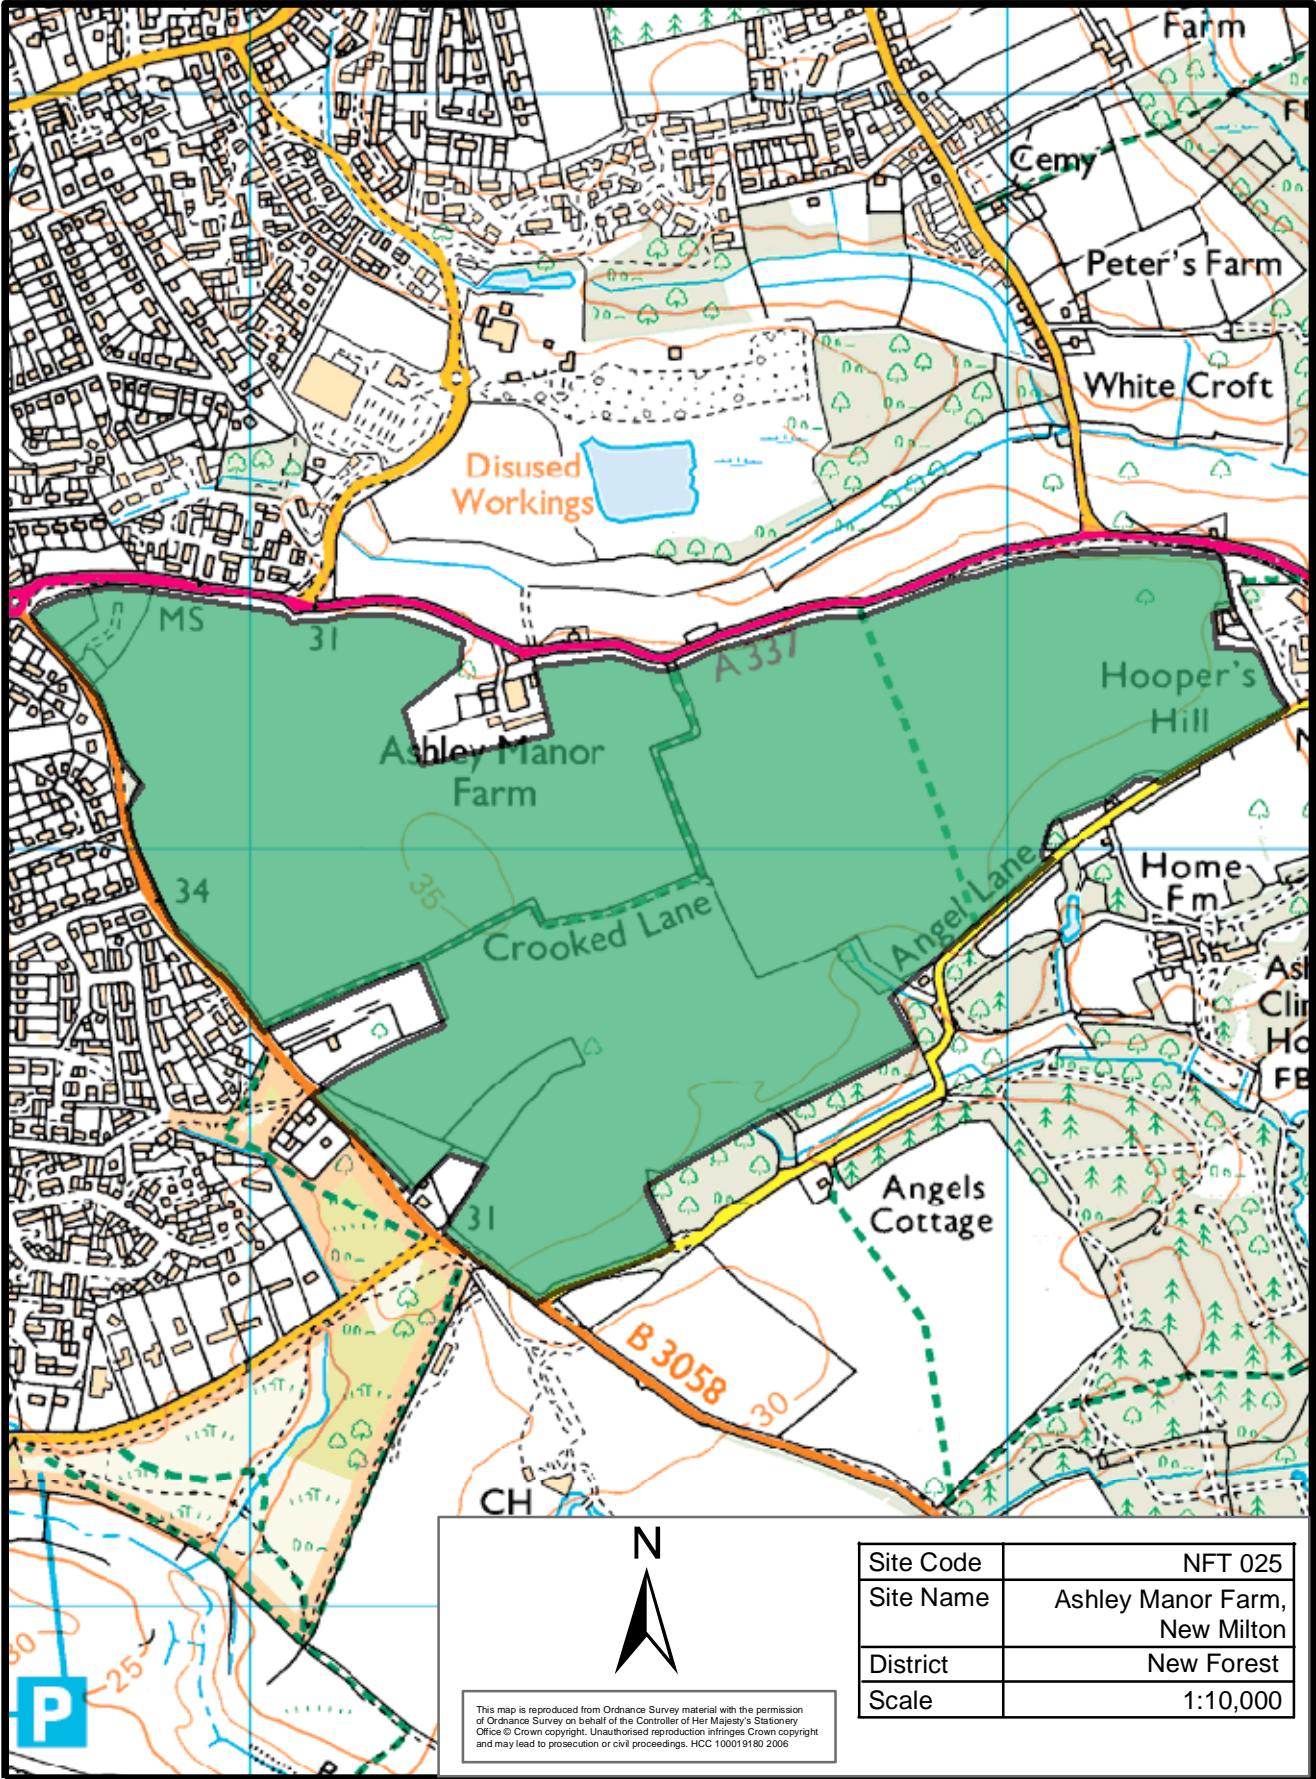 Farm
Cemy
Peter's Farm
White Croft
Disused
Workings
MS
31
A 337
Hooper's
Hill
Ashley Manor
Farm
34
35
Crooked Lane
Angel Lane
Home
Fm
FB
Angels
Cottage
31
B 3058
30
CH
30
25
P
N
Site Code NFT 025
Site Name Ashley Manor Farm,
New Milton
District New Forest
Scale 1:10,000
This map is reproduced from Ordnance Survey material with the permission
of Ordnance Survey on behalf of the Controller of Her Majesty's Stationery
Office © Crown copyright. Unauthorised reproduction infringes Crown copyright
and may lead to prosecution or civil proceedings. HCC 100019180 2006